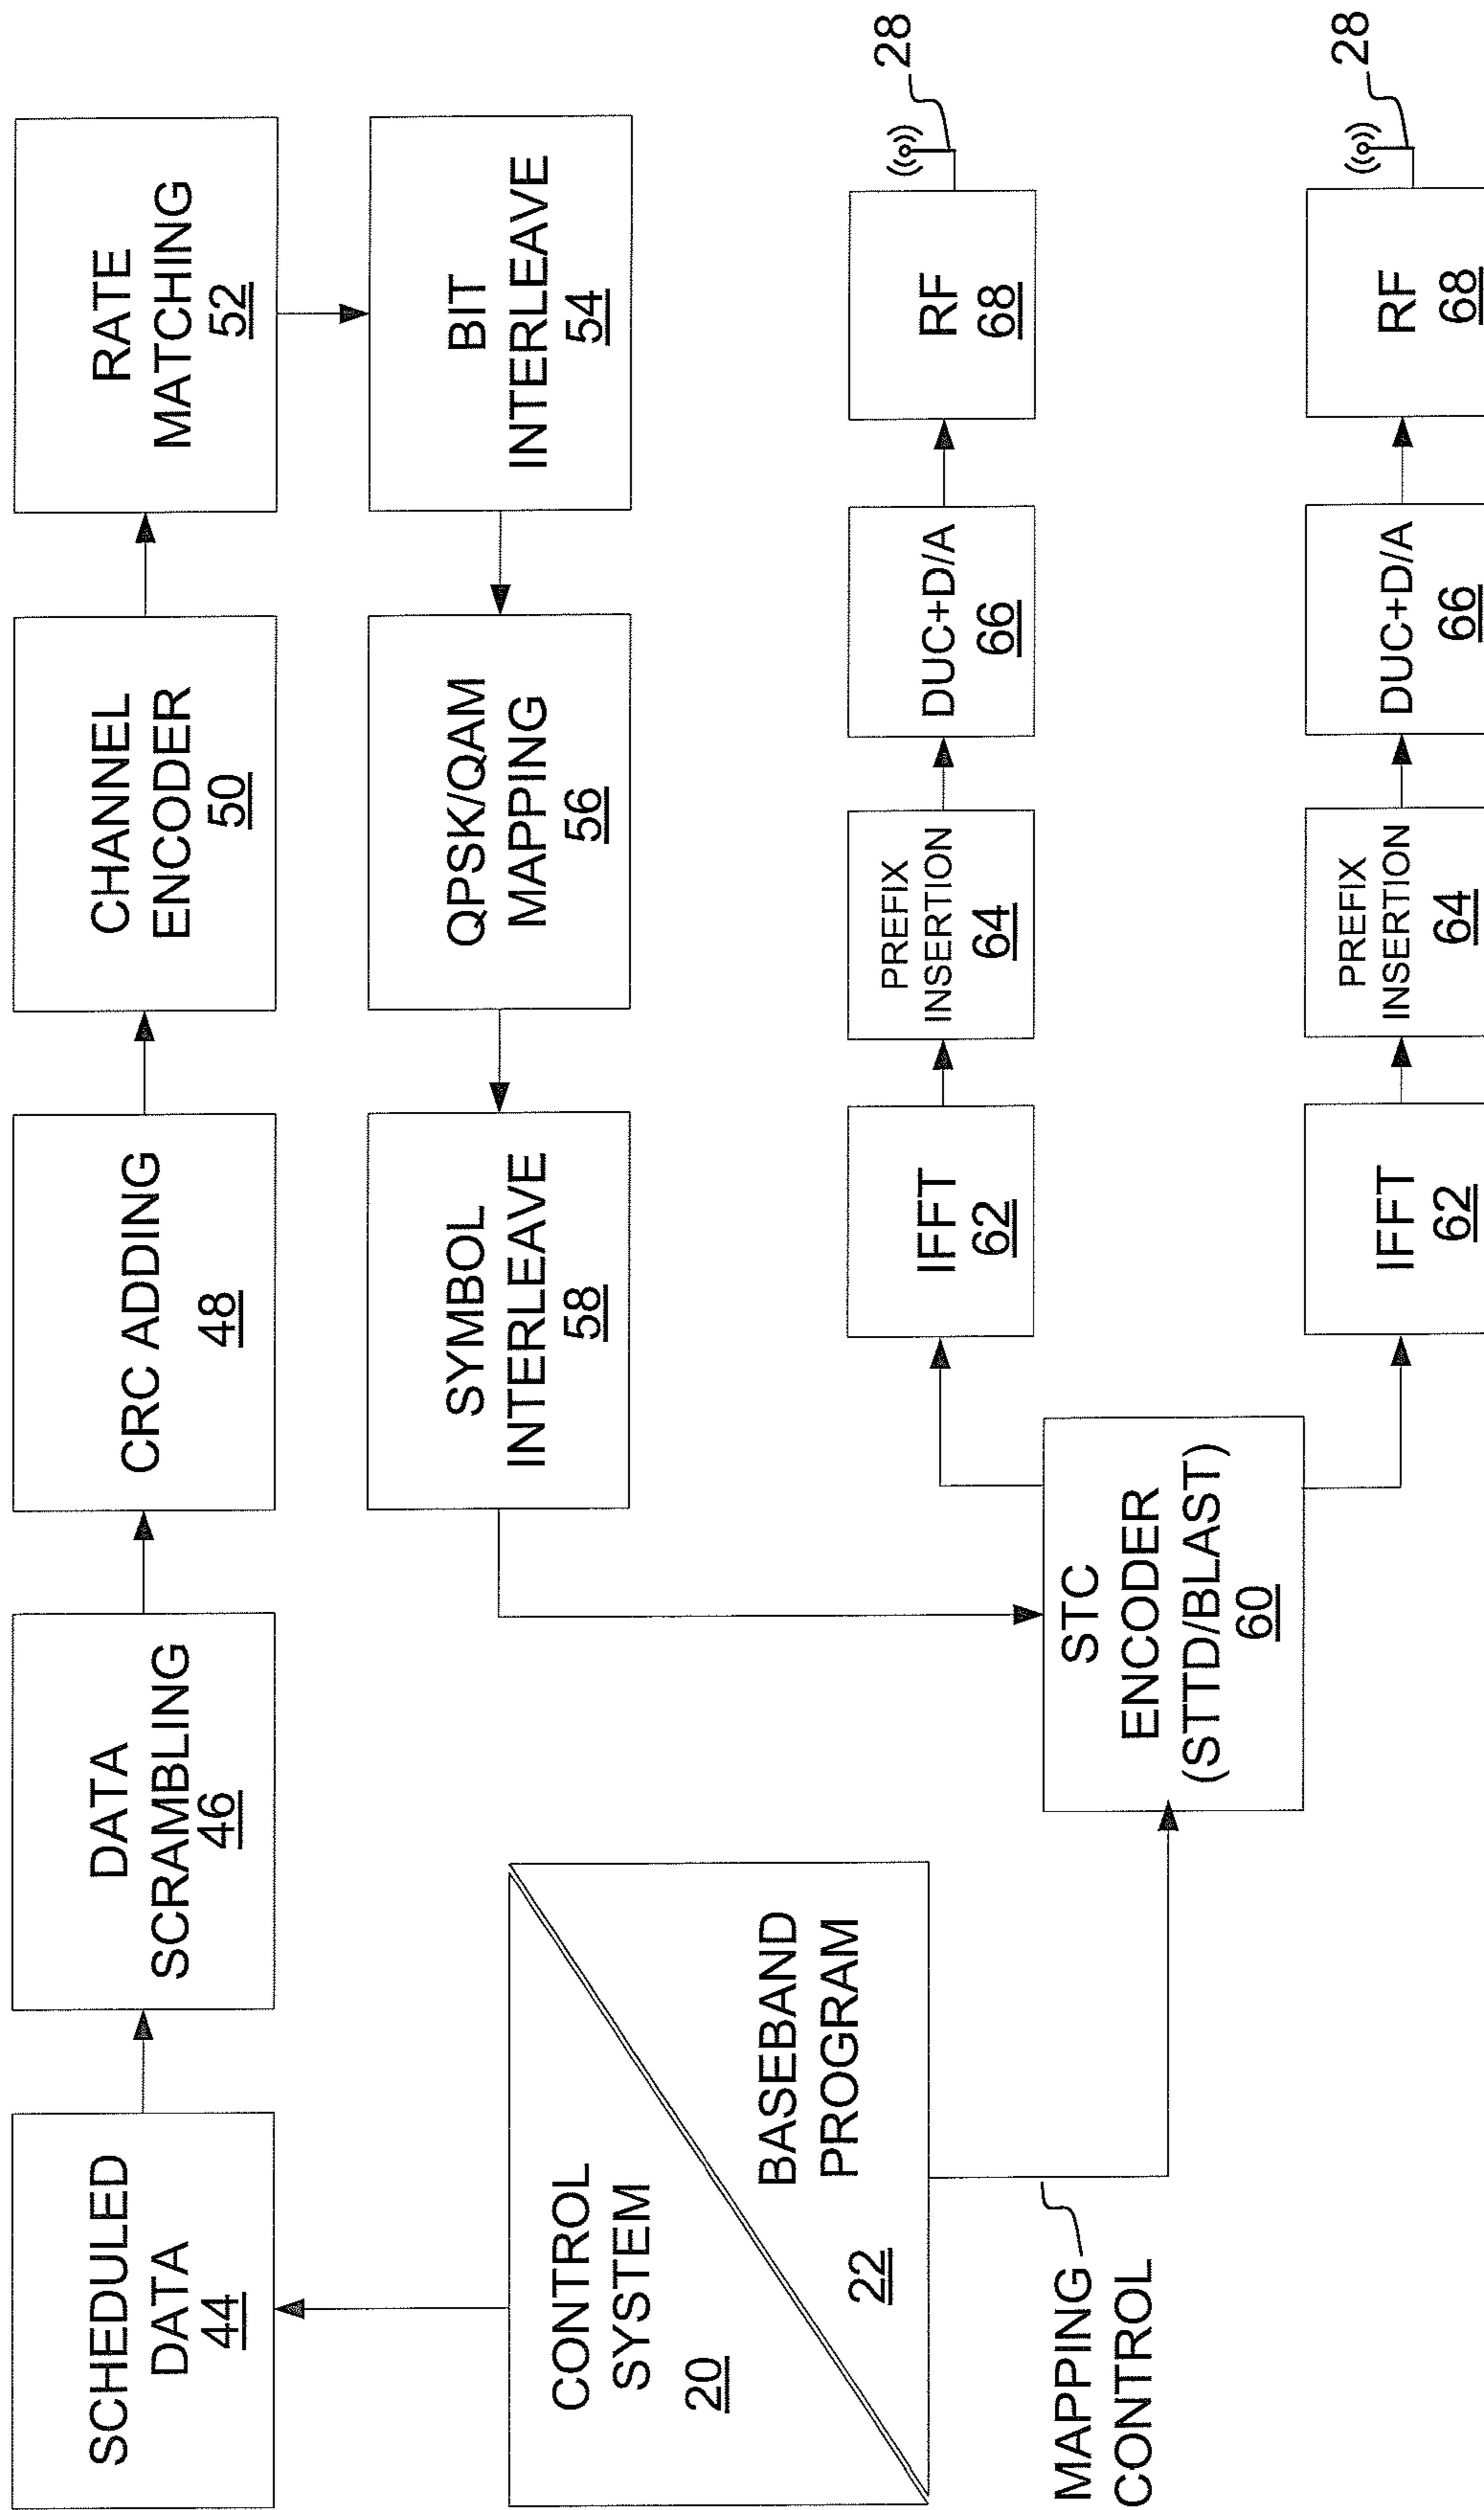 SCHEDULED
DATA
44
DATA
SCRAMBLING
46
CRC ADDING
48
CHANNEL
ENCODER
50
RATE
MATCHING
52
CONTROL
SYSTEM
20
BASEBAND
PROGRAM
22
SYMBOL
INTERLEAVE
58
QPSK/QAM
MAPPING
56
BIT
INTERLEAVE
54
MAPPING
CONTROL
STC
ENCODER
(STTD/BLAST)
60
IFFT
62
PREFIX
INSERTION
64
DUC+D/A
66
RF
68
28
IFFT
62
PREFIX
INSERTION
64
DUC+D/A
66
RF
68
28